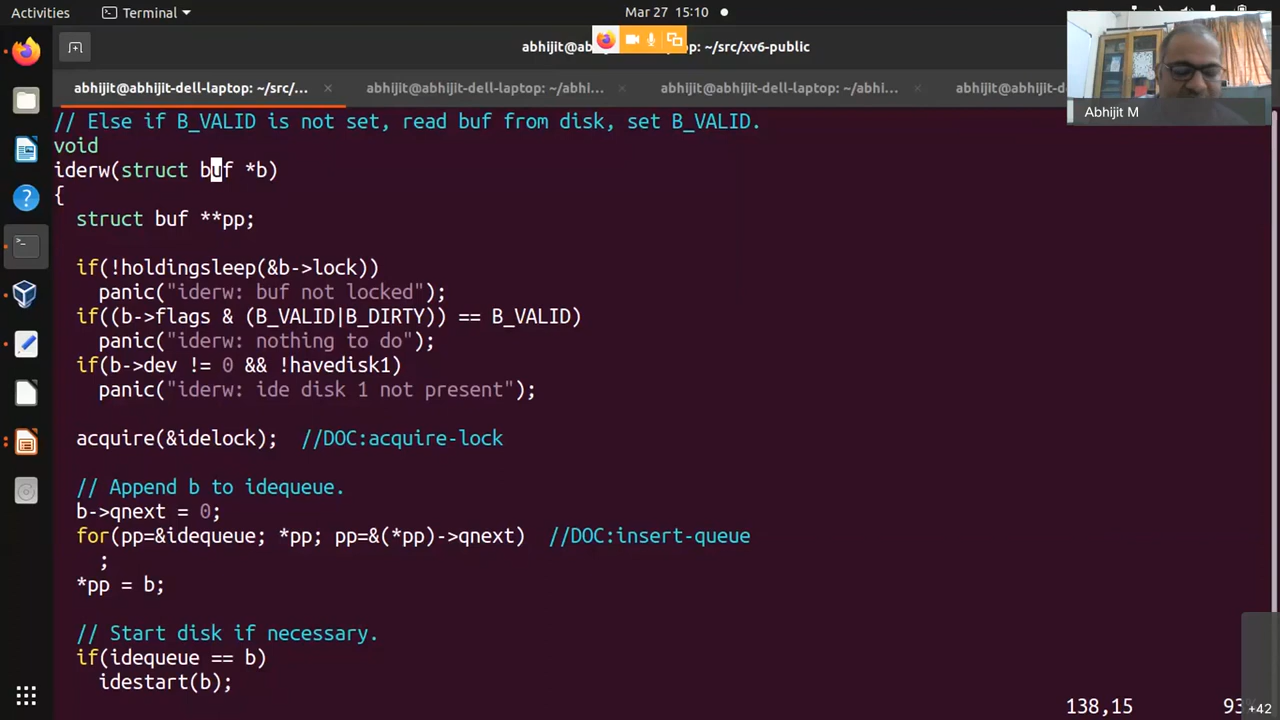 Activities
Terminal
Mar 27 15:10
abhijit@ab
pu: ~/src/xv6-public
abhijit@abhijit-dell-laptop: ~/src/...
abhijit@abhijit-dell-laptop: ~/abhi...
abhijit@abhijit-dell-laptop: ~/abhi...
abhijit@abhijit-d
Abhijit M
// Else if B_VALID is not set, read buf from disk, set B_VALID.
void
iderw(struct buf *b)
{
  struct buf **pp;

  if(!holdingsleep(&b->lock))
    panic("iderw: buf not locked");
  if((b->flags & (B_VALID|B_DIRTY)) == B_VALID)
    panic("iderw: nothing to do");
  if(b->dev != 0 && !havedisk1)
    panic("iderw: ide disk 1 not present");

  acquire(&idelock);  //DOC:acquire-lock

  // Append b to idequeue.
  b->qnext = 0;
  for(pp=&idequeue; *pp; pp=&(*pp)->qnext)  //DOC:insert-queue
    ;
  *pp = b;

  // Start disk if necessary.
  if(idequeue == b)
    idestart(b);
138,15
93
+42